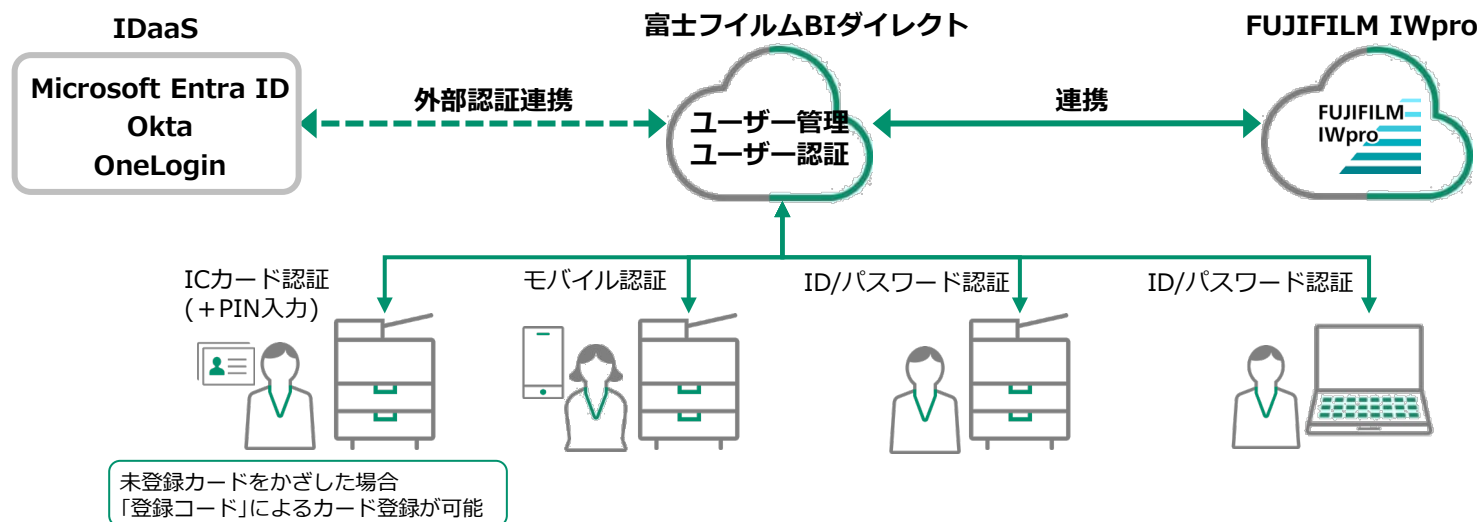 IDaaS
富士フイルムBIダイレクト
FUJIFILM IWpro
Microsoft Entra ID
Okta
OneLogin
外部認証連携
ユーザー管理
ユーザー認証
連携
FUJIFILM
IWpro
ICカード認証
(+PIN入力)
モバイル認証
ID/パスワード認証
ID/パスワード認証
未登録カードをかざした場合
「登録コード」によるカード登録が可能